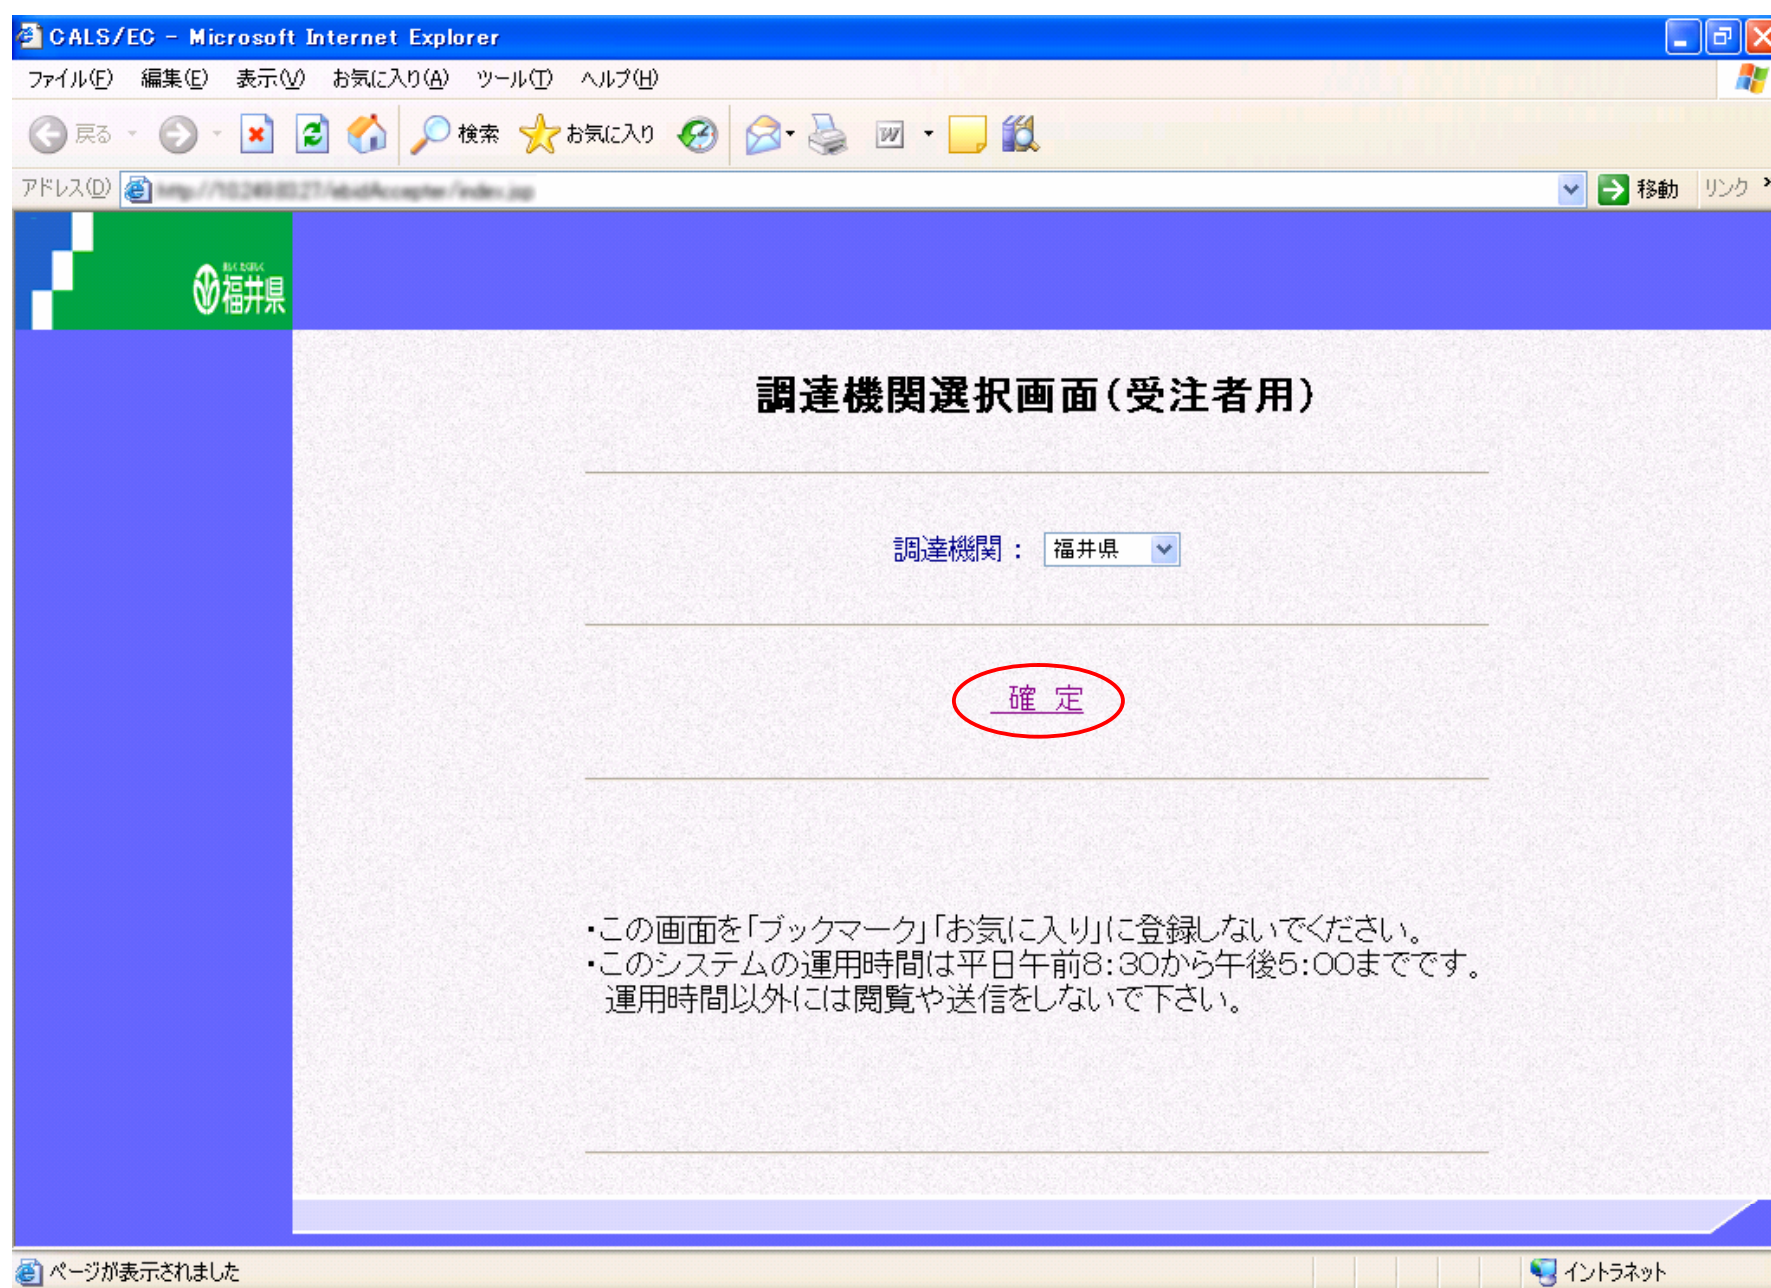 CALS/EC - Microsoft Internet Explorer
ファイル(F) 編集(E) 表示(V) お気に入り(A) ツール(T) ヘルプ(H)
戻る 検索 お気に入り
アドレス(D) 移動 リンク
福井県
調達機関選択画面(受注者用)
調達機関： 福井県
確 定
・この画面を「ブックマーク」「お気に入り」に登録しないでください。
・このシステムの運用時間は平日午前8:30から午後5:00までです。
運用時間以外には閲覧や送信をしないで下さい。
ページが表示されました イントラネット